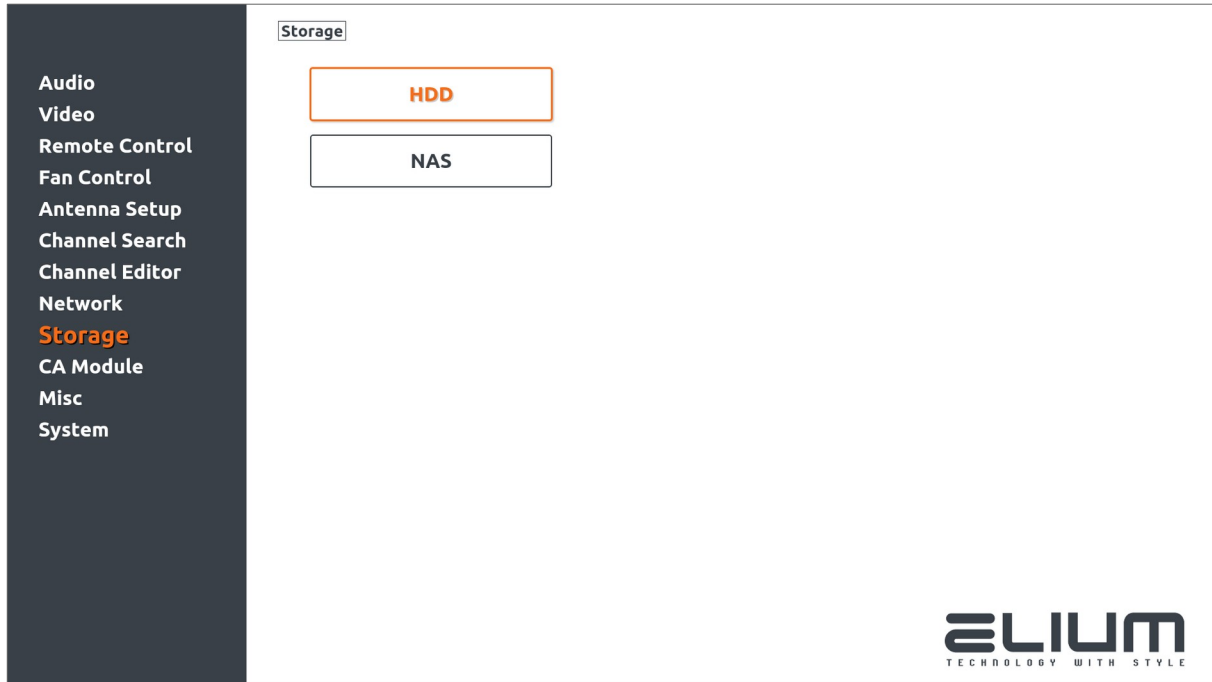 Storage
Audio
Video
Remote Control
Fan Control
Antenna Setup
Channel Search
Channel Editor
Network
Storage
CA Module
Misc
System
HDD
NAS
ELIUM
TECHNOLOGY WITH STYLE